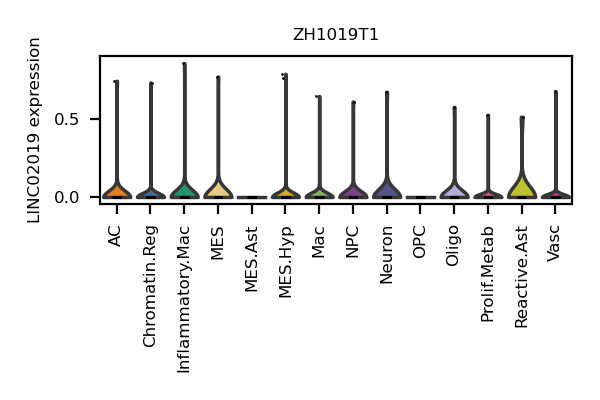 ZH1019T1
LINC02019 expression
0.5
0.0
AC
Chromatin.Reg
Inflammatory.Mac
MES
MES.Ast
MES.Hyp
Mac
NPC
Neuron
OPC
Oligo
Prolif.Metab
Reactive.Ast
Vasc